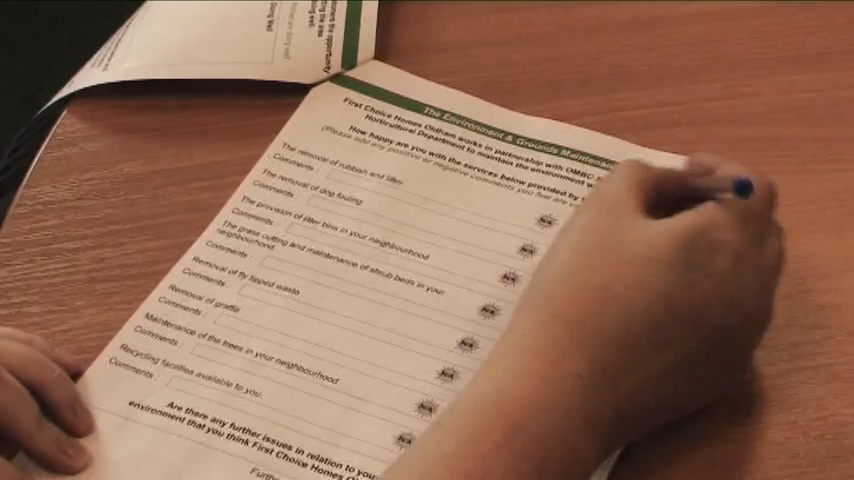 The Environment & Grounds Maintenance
First Choice Homes Oldham works in partnership with OMBC
Horticultural Department to maintain the environment
How happy are you with the services below provided by
(Please add any positive or negative comments you feel are
The removal of rubbish and litter
Comments :
The removal of dog fouling
Comments :
The provision of litter bins in your neighbourhood
Comments :
The grass cutting and maintenance of shrub beds in your
neighbourhood
Comments :
Removal of fly tipped waste
Comments :
Removal of graffiti
Comments :
Maintenance of the trees in your neighbourhood
Comments :
Recycling facilities available to you.
Comments :
Are there any further issues in relation to your
environment that you think First Choice Homes